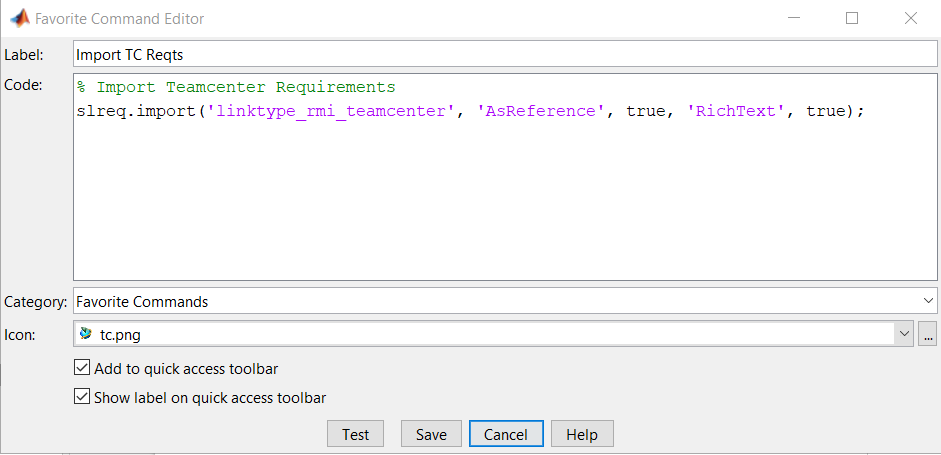 Favorite Command Editor
Label: Import TC Reqts
Code: % Import Teamcenter Requirements
slreq.import('linktype_rmi_teamcenter', 'AsReference', true, 'RichText', true);
Category: Favorite Commands
Icon: tc.png ...
Add to quick access toolbar
Show label on quick access toolbar
Test Save Cancel Help